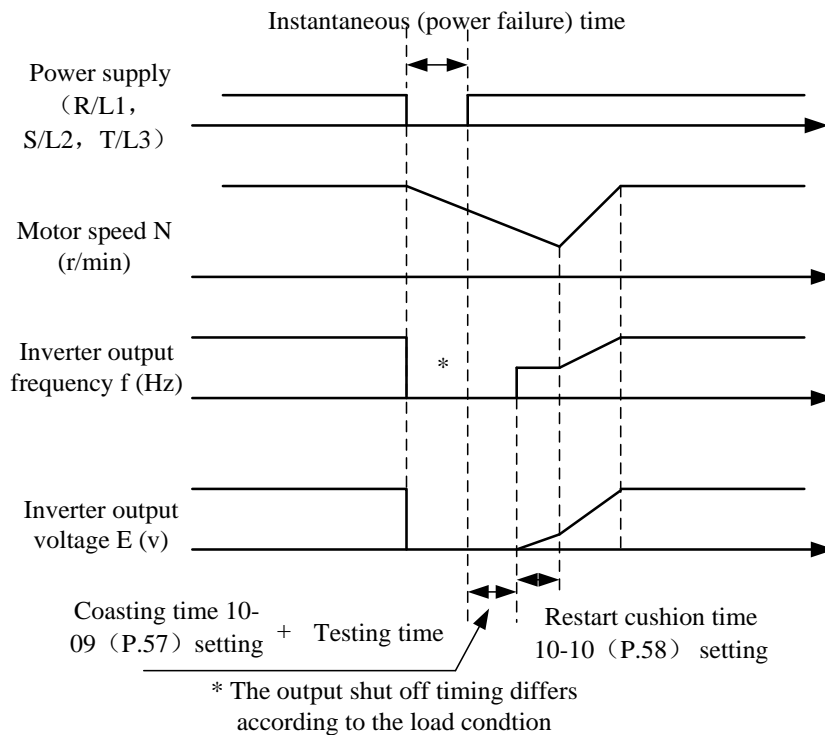 Instantaneous (power failure) time
Power supply
（R/L1，
S/L2，T/L3）
Motor speed N
(r/min)
Inverter output
frequency f (Hz)
*
Inverter output
voltage E (v)
Coasting time 10-
09（P.57）setting
+
Testing time
Restart cushion time
10-10（P.58） setting
* The output shut off timing differs
according to the load condtion